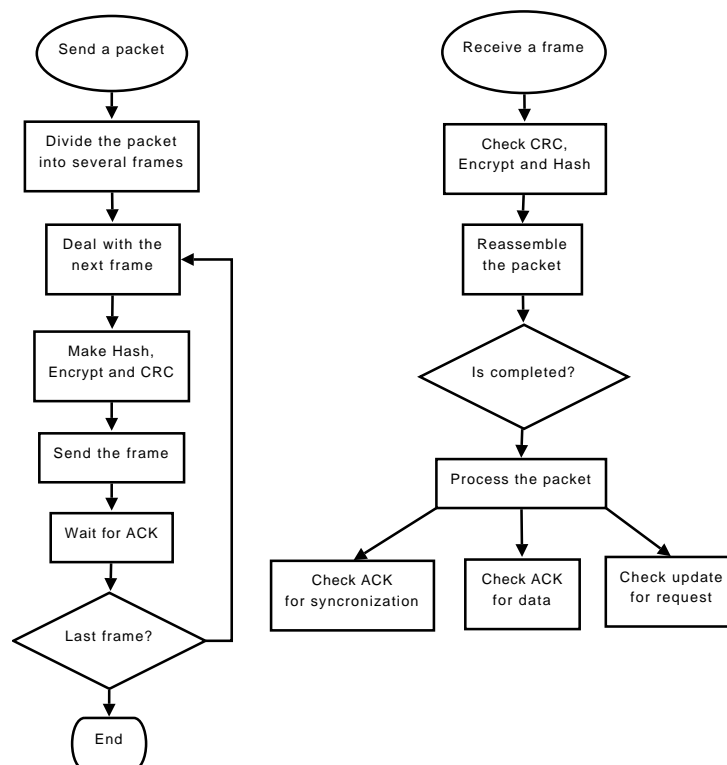 Send a packet
Divide the packet
into several frames
Deal with the
next frame
Make Hash,
Encrypt and CRC
Send the frame
Wait for ACK
Last frame?
End
Receive a frame
Check CRC,
Encrypt and Hash
Reassemble
the packet
Is completed?
Process the packet
Check ACK
for syncronization
Check ACK
for data
Check update
for request